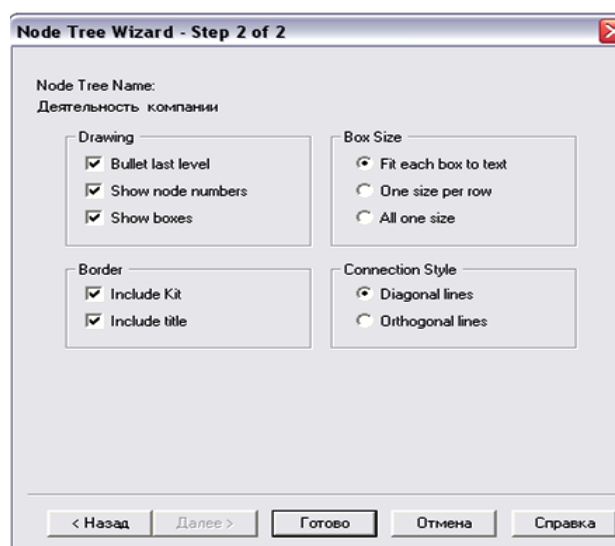 Node Tree Wizard - Step 2 of 2
Node Tree Name:
Деятельность компании
Drawing
Bullet last level
Show node numbers
Show boxes
Box Size
Fit each box to text
One size per row
All one size
Border
Include Kit
Include title
Connection Style
Diagonal lines
Orthogonal lines
< Назад
Далее >
Готово
Отмена
Справка